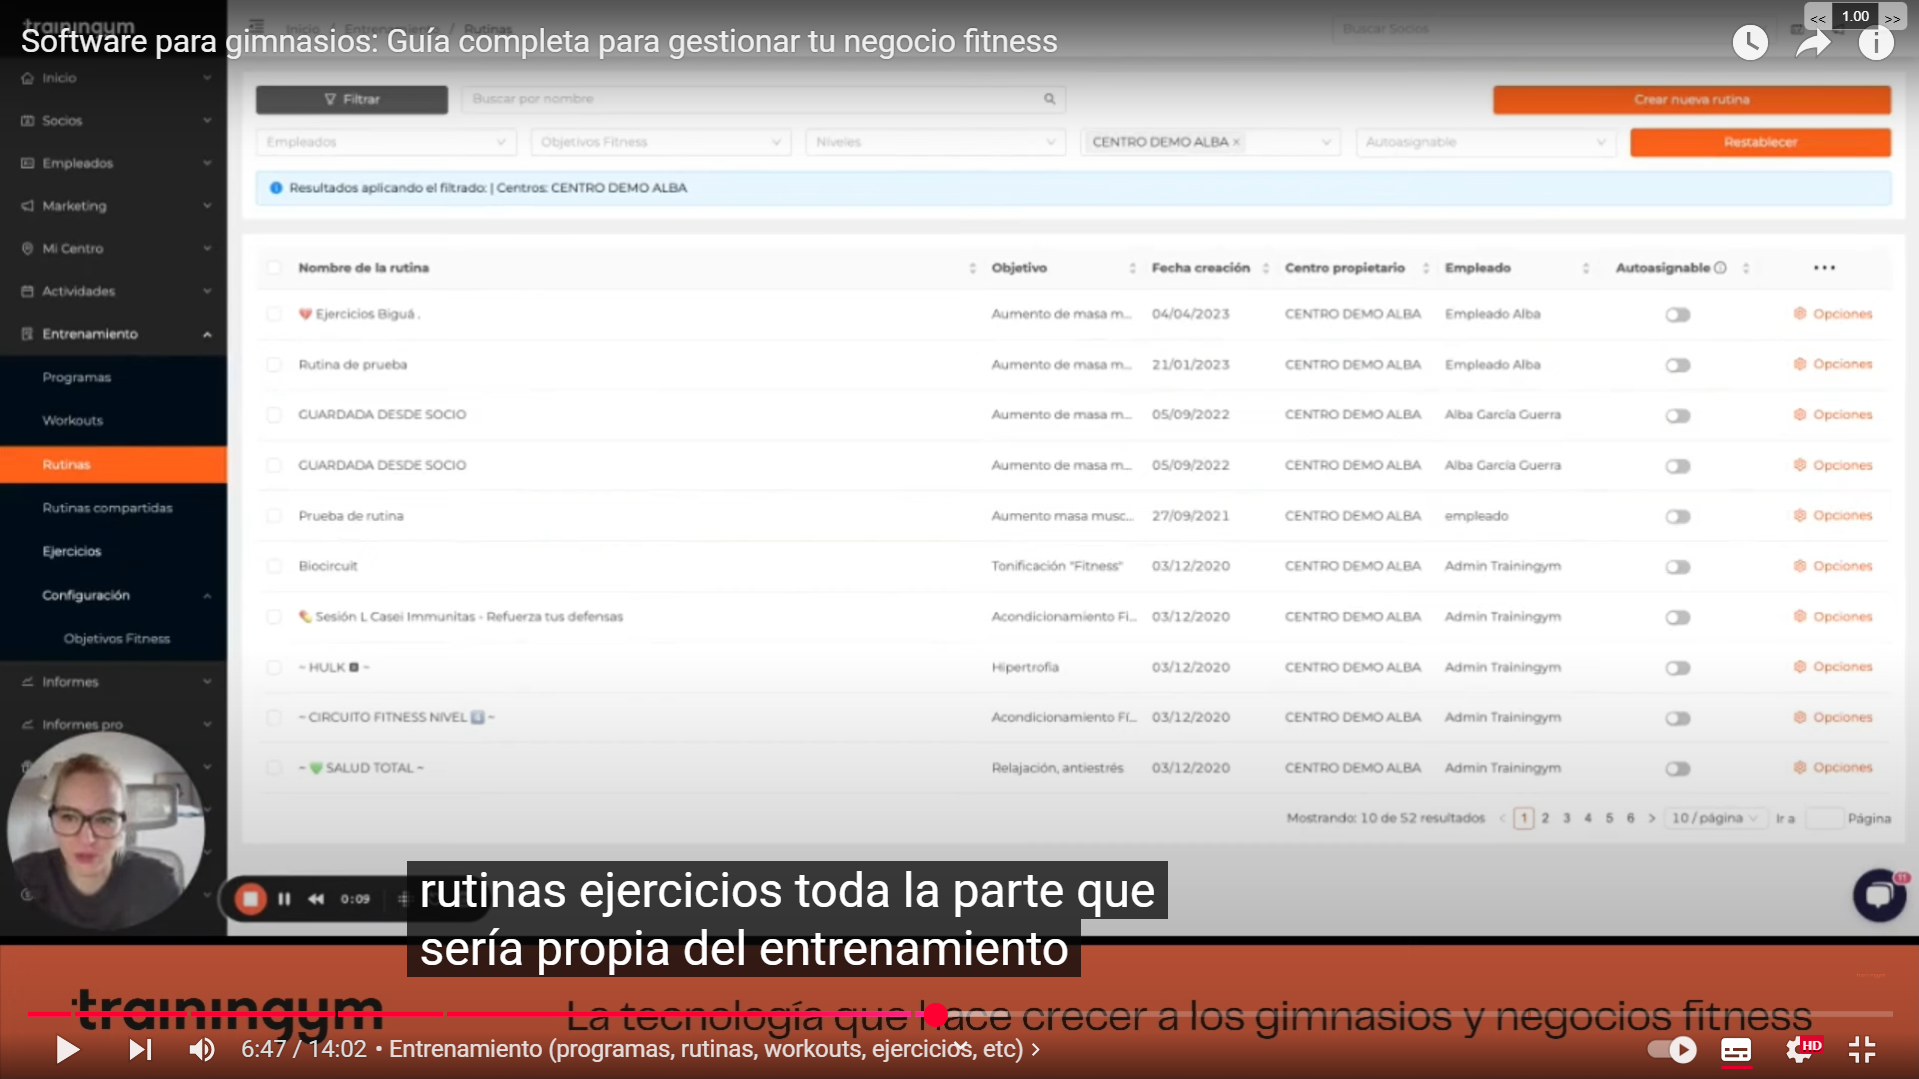 trainingym
Inicio / Entrenamiento / Rutinas
Buscar Socios
<< 1.00 >>
Software para gimnasios: Guía completa para gestionar tu negocio fitness
Inicio
Socios
Empleados
Marketing
Mi Centro
Actividades
Entrenamiento
Programas
Workouts
Rutinas
Rutinas compartidas
Ejercicios
Configuración
Objetivos Fitness
Informes
Informes pro
Filtrar
Buscar por nombre
Crear nueva rutina
Empleados
Objetivos Fitness
Niveles
CENTRO DEMO ALBA ×
Autoasignable
Restablecer
Resultados aplicando el filtrado: | Centros: CENTRO DEMO ALBA
Nombre de la rutina Objetivo Fecha creación Centro propietario Empleado Autoasignable •••
Ejercicios Biguá . Aumento de masa m... 04/04/2023 CENTRO DEMO ALBA Empleado Alba Opciones
Rutina de prueba Aumento de masa m... 21/01/2023 CENTRO DEMO ALBA Empleado Alba Opciones
GUARDADA DESDE SOCIO Aumento de masa m... 05/09/2022 CENTRO DEMO ALBA Alba García Guerra Opciones
GUARDADA DESDE SOCIO Aumento de masa m... 05/09/2022 CENTRO DEMO ALBA Alba García Guerra Opciones
Prueba de rutina Aumento masa musc... 27/09/2021 CENTRO DEMO ALBA empleado Opciones
Biocircuit Tonificación "Fitness" 03/12/2020 CENTRO DEMO ALBA Admin Trainingym Opciones
Sesión L Casei Immunitas - Refuerza tus defensas Acondicionamiento Fi... 03/12/2020 CENTRO DEMO ALBA Admin Trainingym Opciones
~ HULK ~ Hipertrofia 03/12/2020 CENTRO DEMO ALBA Admin Trainingym Opciones
~ CIRCUITO FITNESS NIVEL ~ Acondicionamiento Fi... 03/12/2020 CENTRO DEMO ALBA Admin Trainingym Opciones
~ SALUD TOTAL ~ Relajación, antiestrés 03/12/2020 CENTRO DEMO ALBA Admin Trainingym Opciones
Mostrando: 10 de 52 resultados < 1 2 3 4 5 6 > 10 / página Ir a Página
0:09
11
rutinas ejercicios toda la parte que
sería propia del entrenamiento
trainingym
La tecnología que hace crecer a los gimnasios y negocios fitness
6:47 / 14:02 • Entrenamiento (programas, rutinas, workouts, ejercicios, etc) >
HD